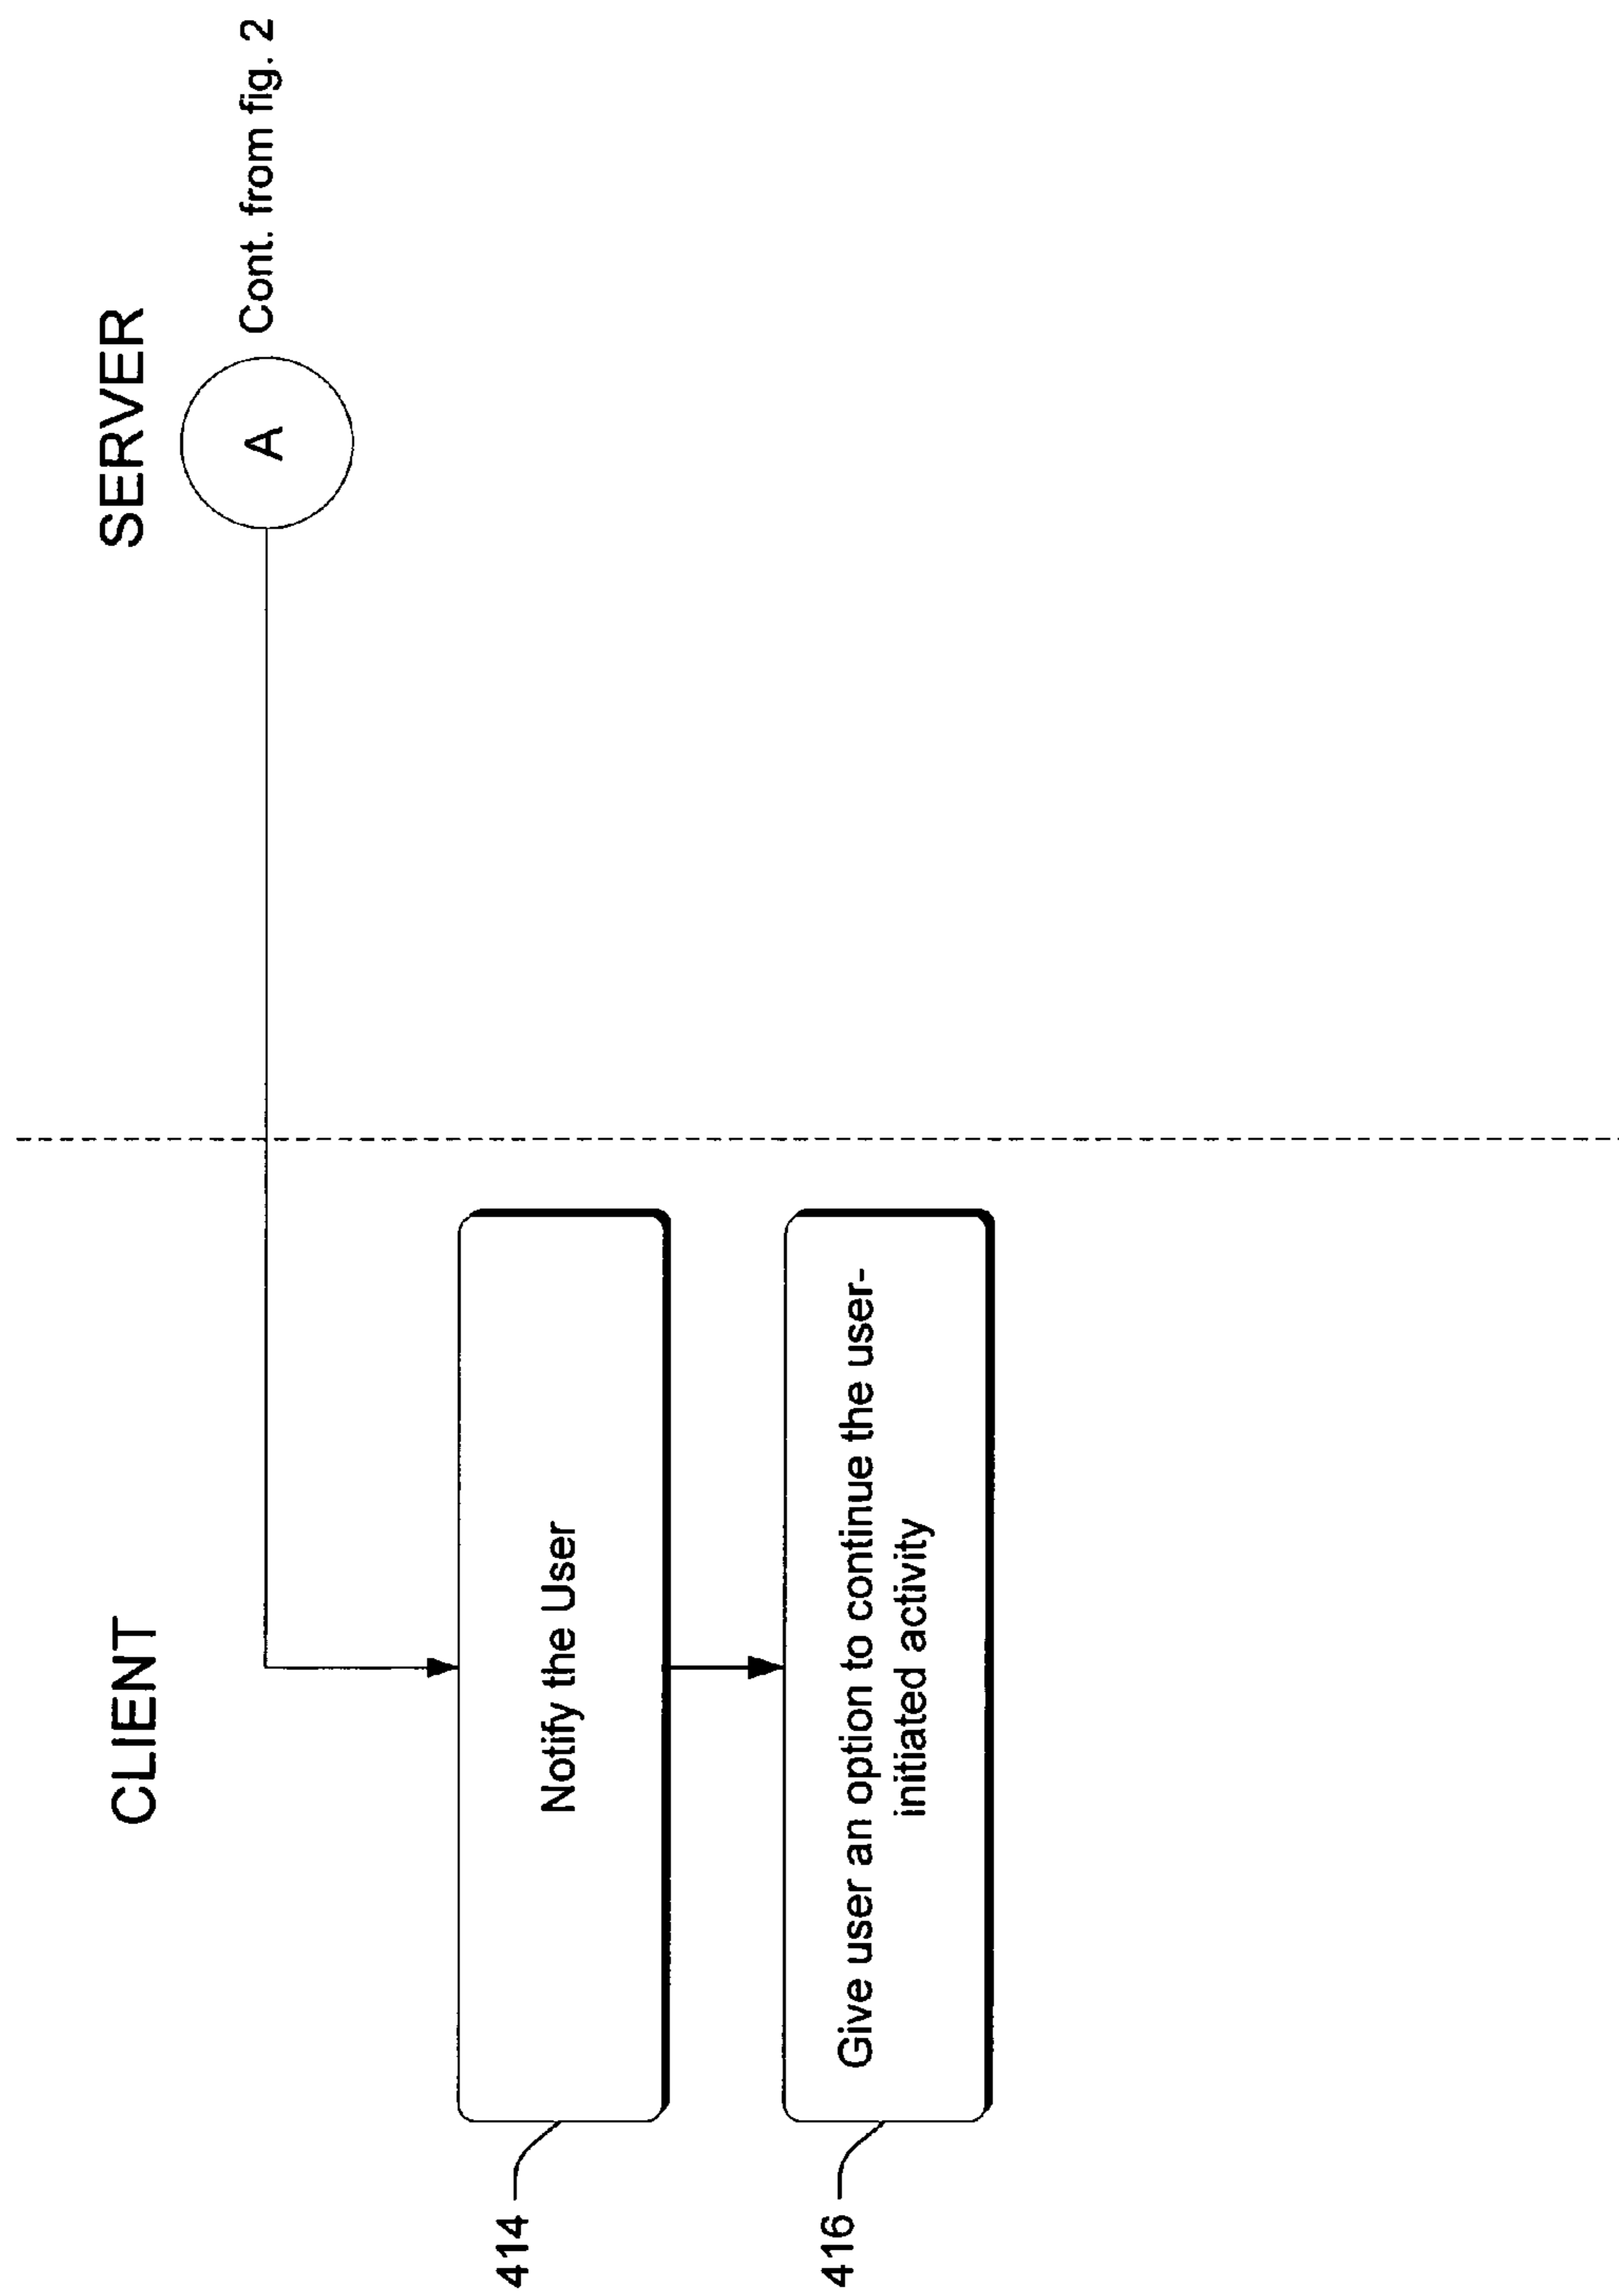 CLIENT
SERVER
A
Cont. from fig. 2
414
Notify the User
416
Give user an option to continue the user-
initiated activity